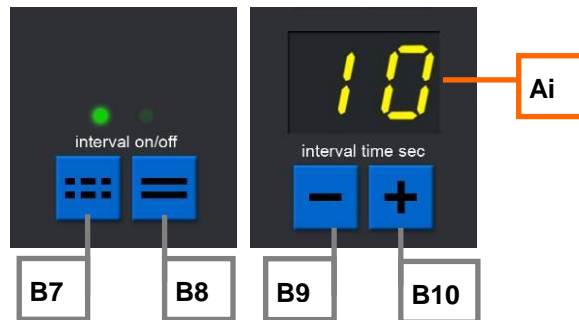 10
Ai
interval on/off
interval time sec
B7
B8
B9
B10